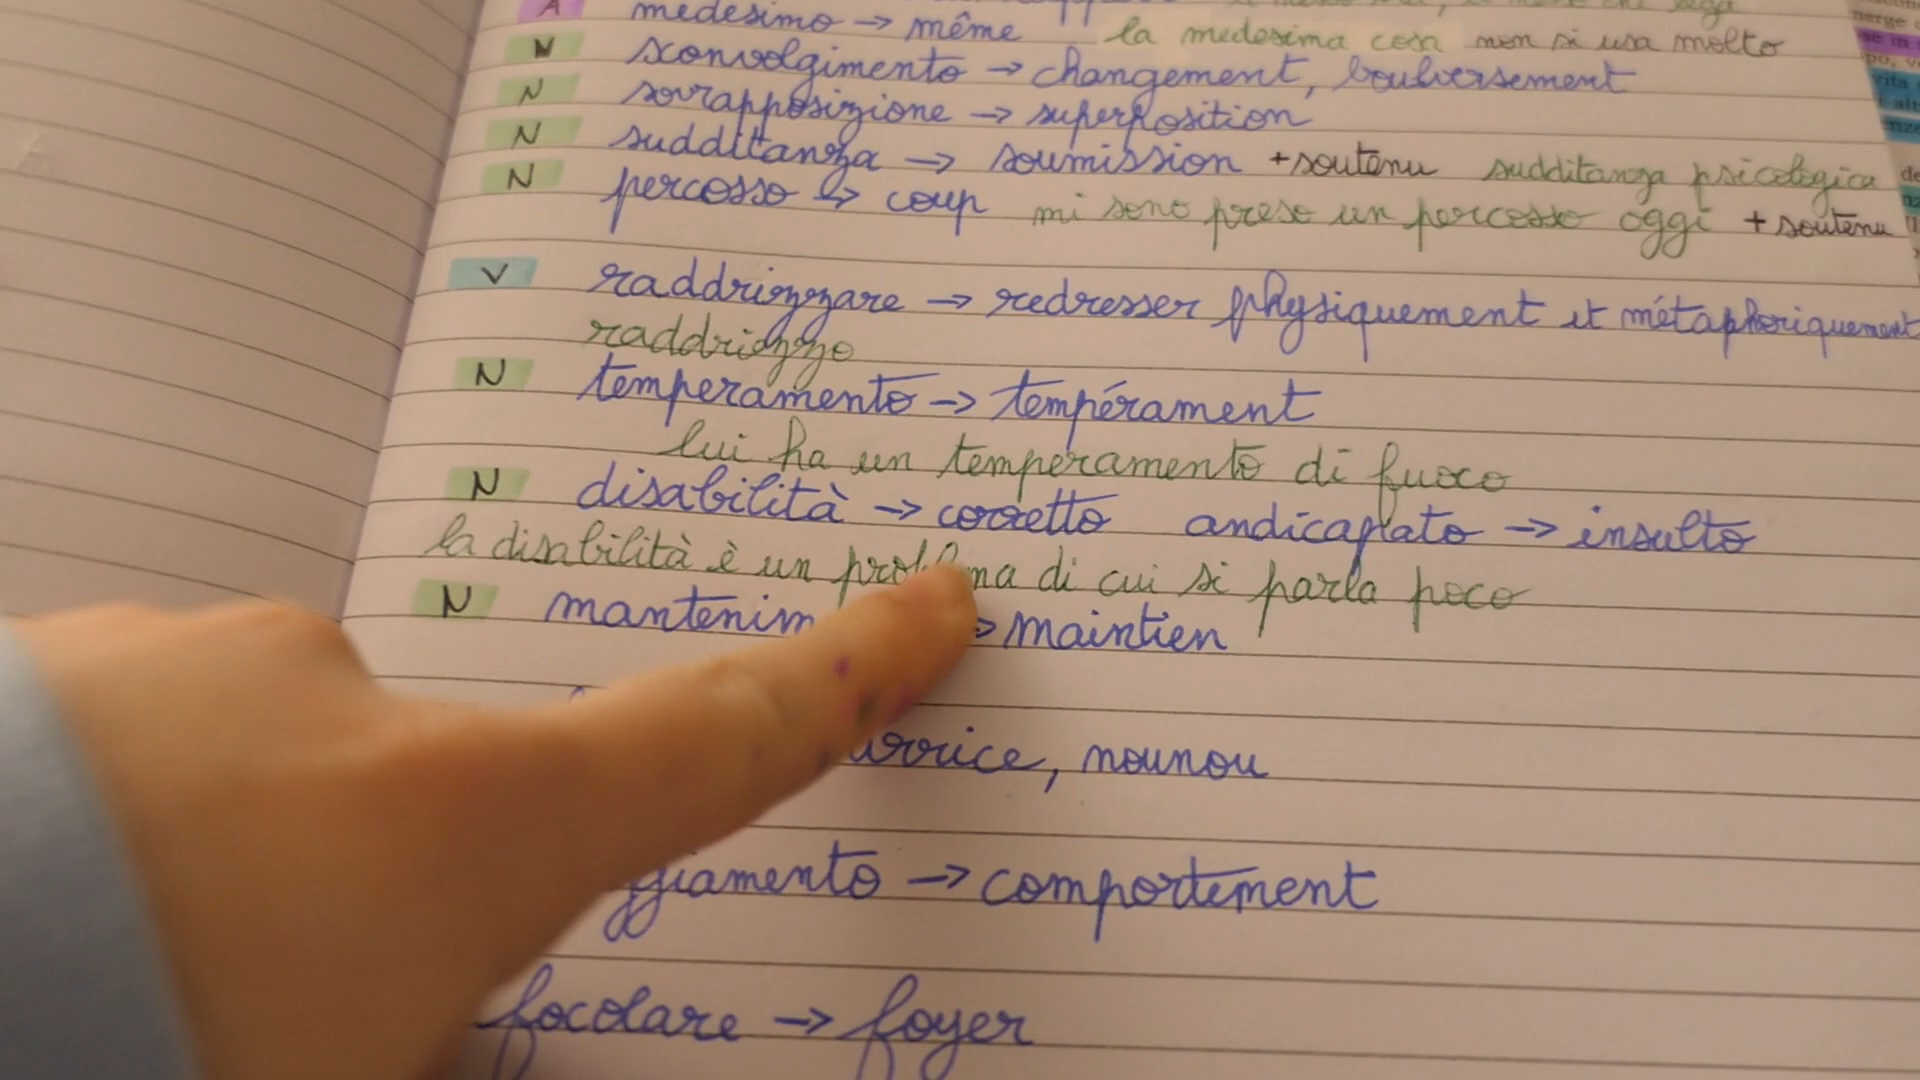 A medesimo → même la medesima cosa non si usa molto
N sconvolgimento → changement, bouleversement
N sovrapposizione → superposition
N sudditanza → soumission + soutenu sudditanza psicologica
N percosso → coup mi sono preso un percosso oggi + soutenu
V raddrizzare → redresser physiquement et métaphoriquement
raddrizzo
N temperamento → tempérament
lui ha un temperamento di fuoco
N disabilità → corretto andicappato → insulto
la disabilità è un problema di cui si parla poco
N mantenim → maintien
nounou
ggiamento → comportement
focolare → foyer